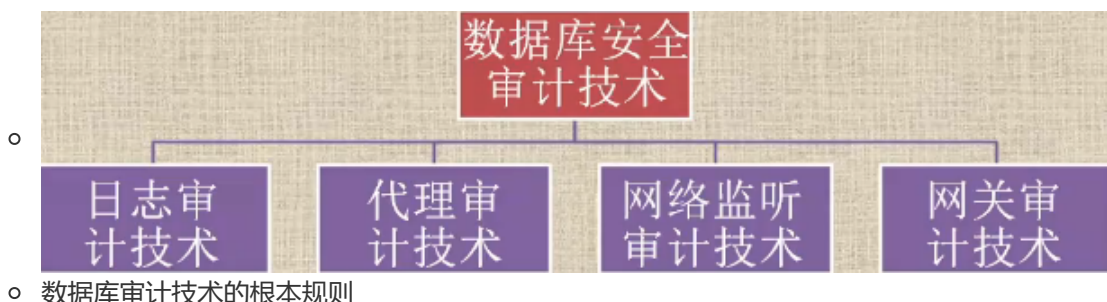 数据库安全
审计技术
日志审
计技术
代理审
计技术
网络监听
审计技术
网关审
计技术
数据库审计技术的根本规则